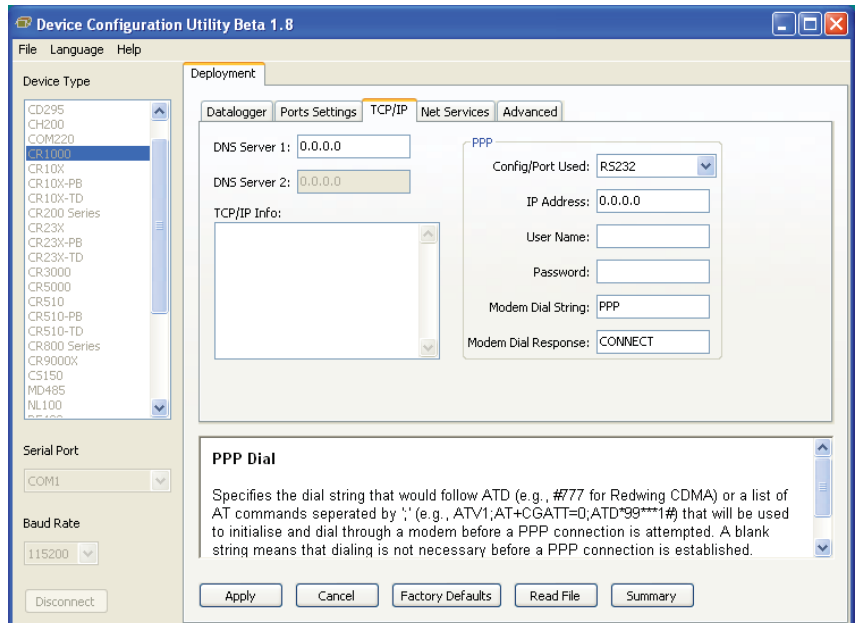 Device Configuration Utility Beta 1.8
File Language Help
Device Type
CD295
CH200
COM220
CR1000
CR10X
CR10X-PB
CR10X-TD
CR200 Series
CR23X
CR23X-PB
CR23X-TD
CR3000
CR5000
CR510
CR510-PB
CR510-TD
CR800 Series
CR9000X
CS150
MD485
NL100
Serial Port
COM1
Baud Rate
115200
Disconnect
Deployment
Datalogger Ports Settings TCP/IP Net Services Advanced
DNS Server 1: 0.0.0.0
DNS Server 2: 0.0.0.0
TCP/IP Info:
PPP
Config/Port Used: RS232
IP Address: 0.0.0.0
User Name:
Password:
Modem Dial String: PPP
Modem Dial Response: CONNECT
PPP Dial
Specifies the dial string that would follow ATD (e.g., #777 for Redwing CDMA) or a list of
AT commands seperated by ';' (e.g., ATV1;AT+CGATT=0;ATD*99***1#) that will be used
to initialise and dial through a modem before a PPP connection is attempted. A blank
string means that dialing is not necessary before a PPP connection is established.
Apply Cancel Factory Defaults Read File Summary